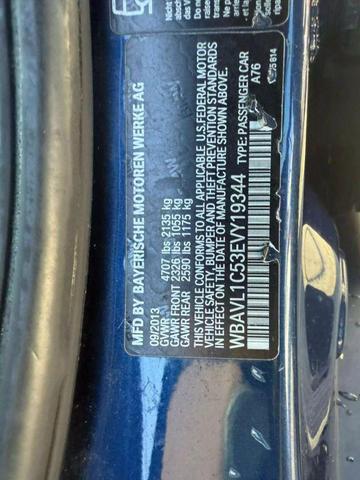 MFD BY BAYERISCHE MOTOREN WERKE AG
09/2013
GVWR 4707 lbs 2135 kg
GAWR FRONT 2326 lbs 1055 kg
GAWR REAR 2590 lbs 1175 kg
THIS VEHICLE CONFORMS TO ALL APPLICABLE U.S. FEDERAL MOTOR
VEHICLE SAFETY, BUMPER AND THEFT PREVENTION STANDARDS
IN EFFECT ON THE DATE OF MANUFACTURE SHOWN ABOVE.
WBAVL1C53EVY19344 TYPE: PASSENGER CAR
A76